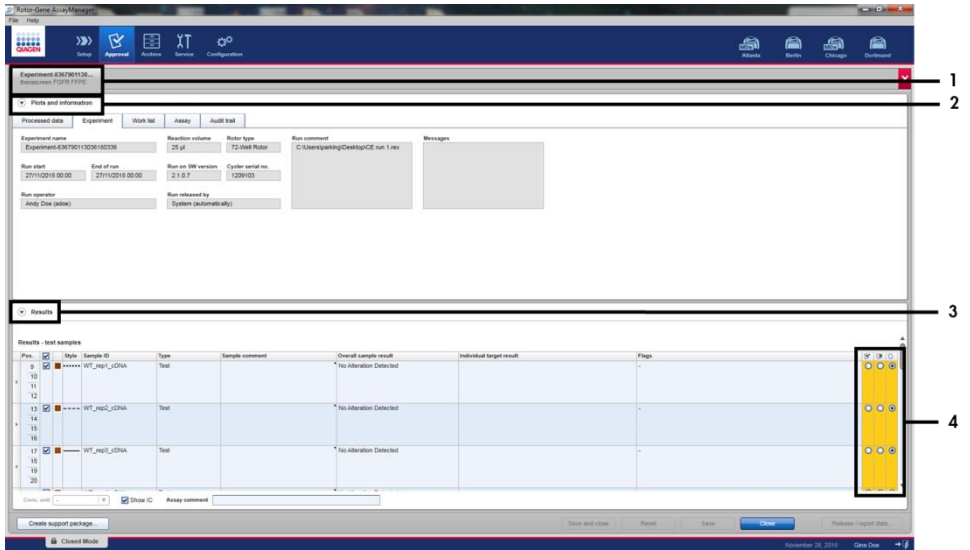 Rotor-Gene AssayManager
File Help
QIAGEN
Setup Approval Archive Service Configuration
Atlanta Berlin Chicago Dortmund
Experiment-6367901130...
therascreen FGFR FFPE
1
Plots and information
2
Processed data Experiment Work list Assay Audit trail
Experiment name Reaction volume Rotor type Run comment Messages
Experiment-636790113036180336 25 µl 72-Well Rotor C:\Users\parking\Desktop\CE run 1.rex
Run start End of run Run on SW version Cycler serial no.
27/11/2018 00:00 27/11/2018 00:00 2.1.0.7 1209103
Run operator Run released by
Andy Doe (adoe) System (automatically)
Results
3
Results - test samples
Pos. Style Sample ID Type Sample comment Overall sample result Individual target result Flags
9 WT_rep1_cDNA Test No Alteration Detected -
10
11
12
13 WT_rep2_cDNA Test No Alteration Detected -
4
14
15
16
17 WT_rep3_cDNA Test No Alteration Detected -
18
19
20
Conc. unit - Show IC Assay comment
Create support package... Save and close Reset Save Close Release / report data...
Closed Mode November 28, 2018 Gina Doe